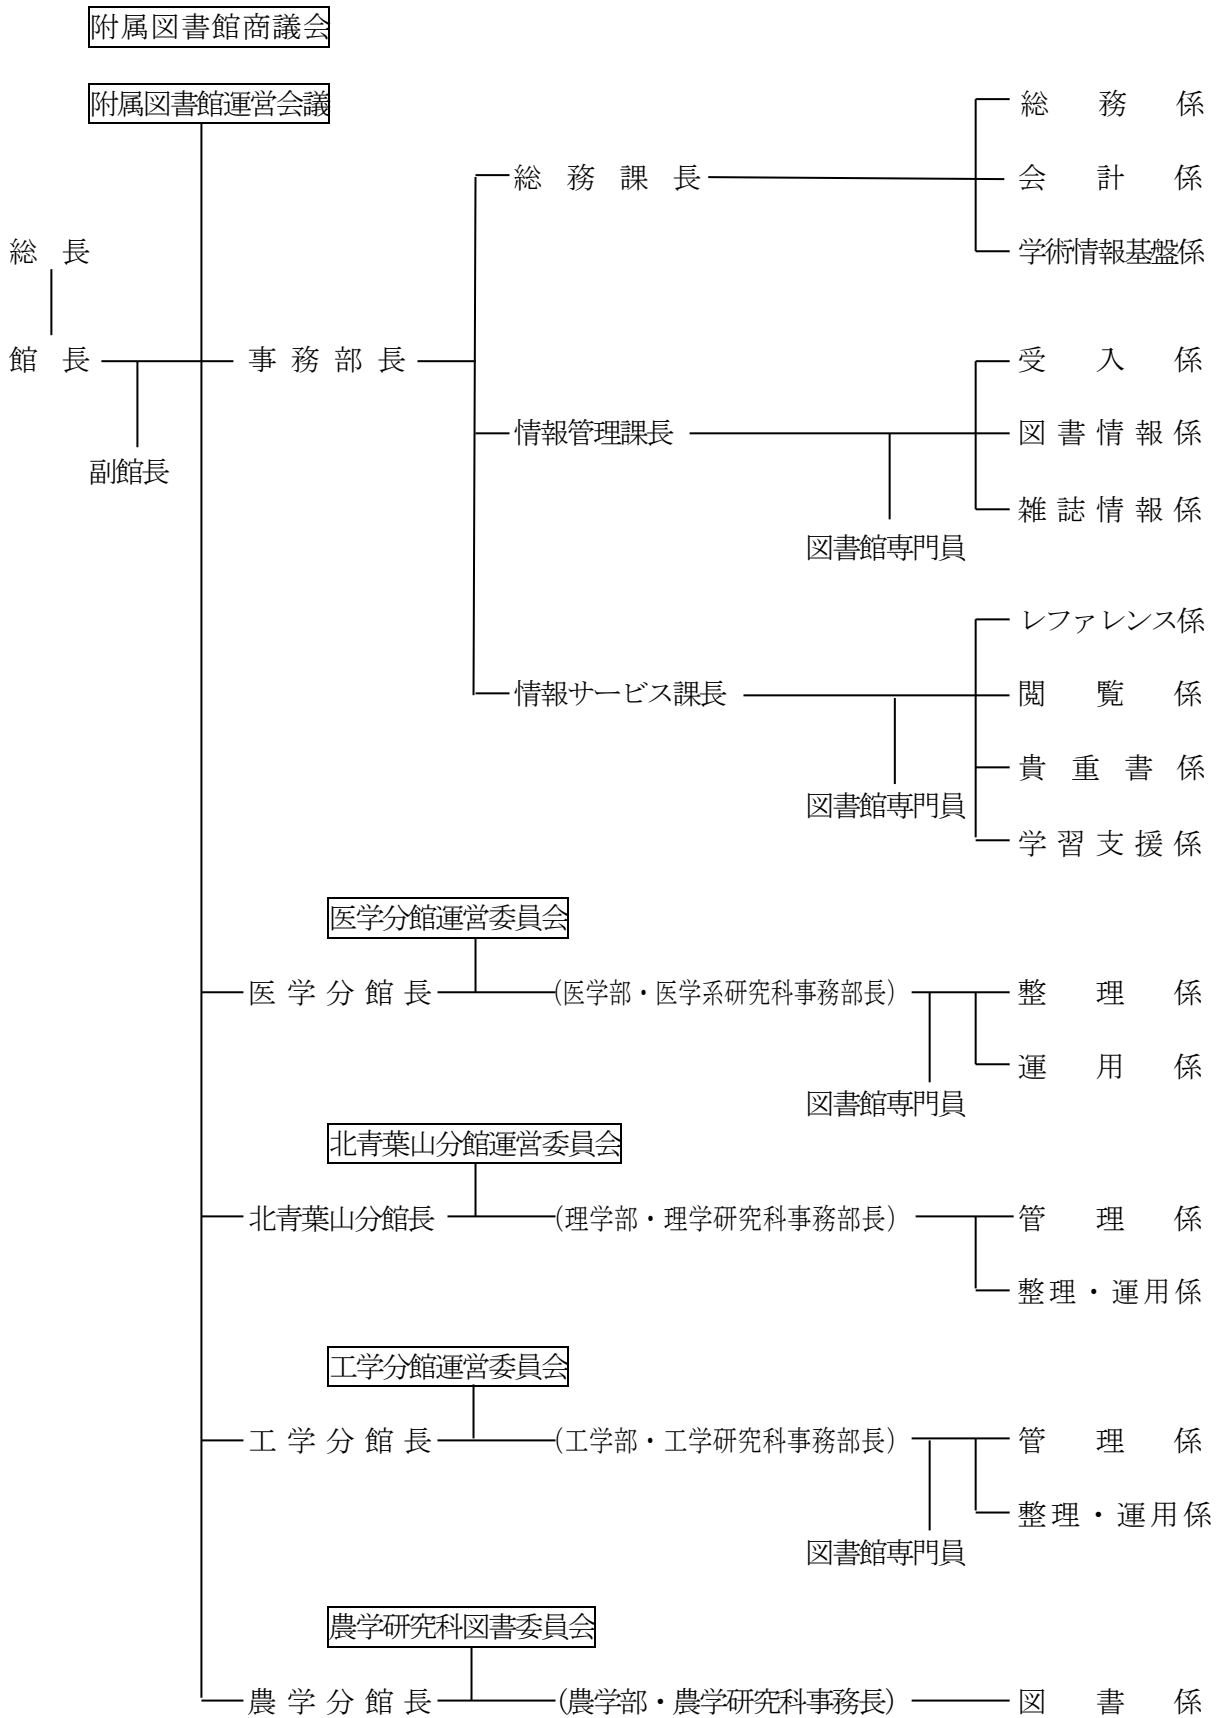 附属図書館商議会
附属図書館運営会議
総務係
総務課長
会計係
学術情報基盤係
総長
館長
事務部長
受入係
情報管理課長
図書情報係
副館長
雑誌情報係
図書館専門員
レファレンス係
情報サービス課長
閲覧係
貴重書係
図書館専門員
学習支援係
医学分館運営委員会
医学分館長
(医学部・医学系研究科事務部長)
整理係
運用係
図書館専門員
北青葉山分館運営委員会
北青葉山分館長
(理学部・理学研究科事務部長)
管理係
整理・運用係
工学分館運営委員会
工学分館長
(工学部・工学研究科事務部長)
管理係
整理・運用係
図書館専門員
農学研究科図書委員会
農学分館長
(農学部・農学研究科事務長)
図書係